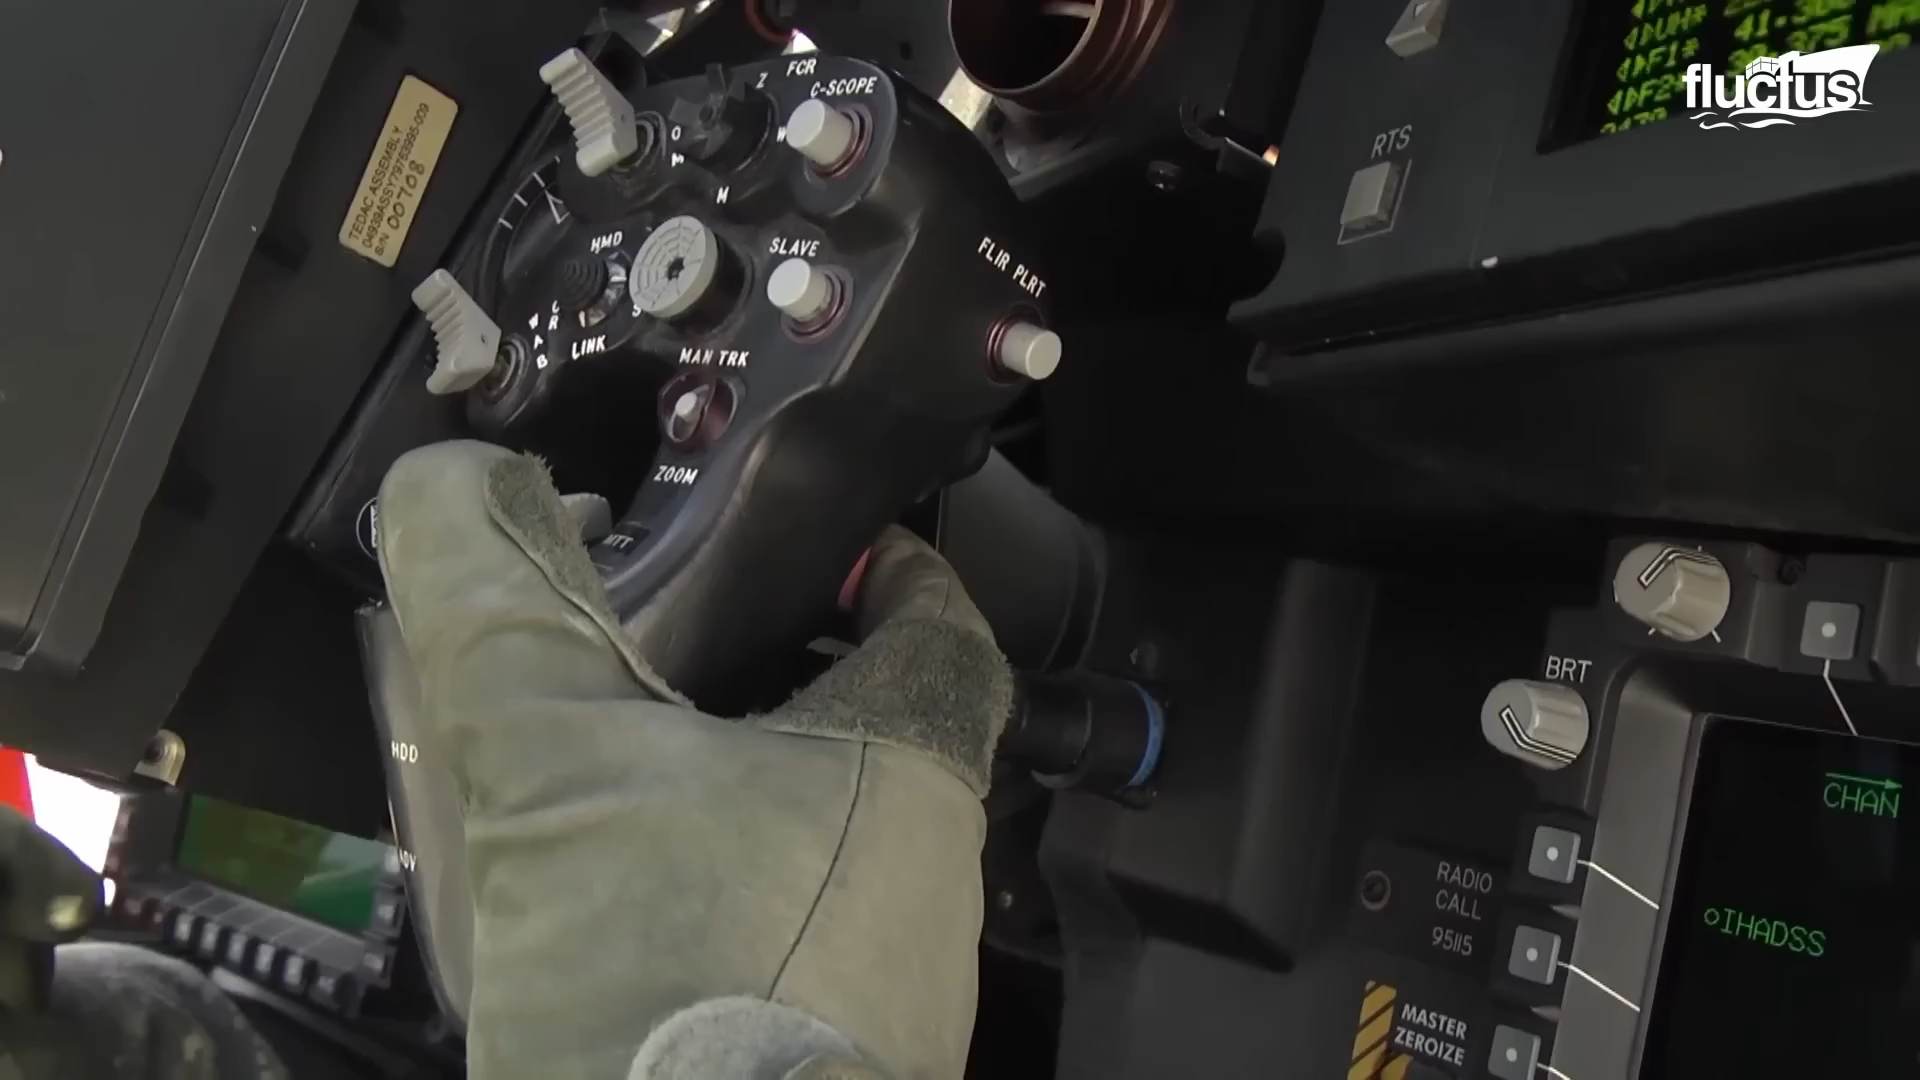 fluctus
TEDAC ASSEMBLY
S/N 00708
Z
FCR
C-SCOPE
M
HMD
SLAVE
FLIR PLRT
LINK
MAN TRK
ZOOM
MTT
RTS
HDD
BRT
CHAN
RADIO
CALL
95115
IHADSS
MASTER
ZEROIZE